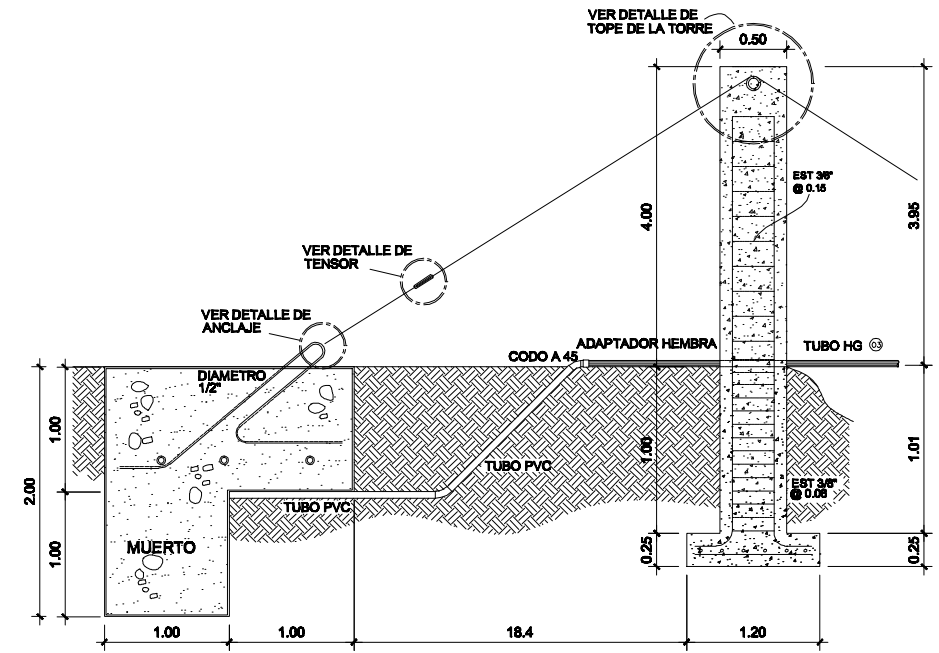 VER DETALLE DE
TOPE DE LA TORRE
0.50
EST 3/8"
@ 0.15
4.00
3.95
VER DETALLE DE
TENSOR
VER DETALLE DE
ANCLAJE
ADAPTADOR HEMBRA
TUBO HG 03
CODO A 45
DIAMETRO
1/2"
1.00
2.00
1.00
1.01
TUBO PVC
EST 3/8"
@ 0.08
TUBO PVC
MUERTO
1.00
0.25
0.25
1.00
1.00
18.4
1.20